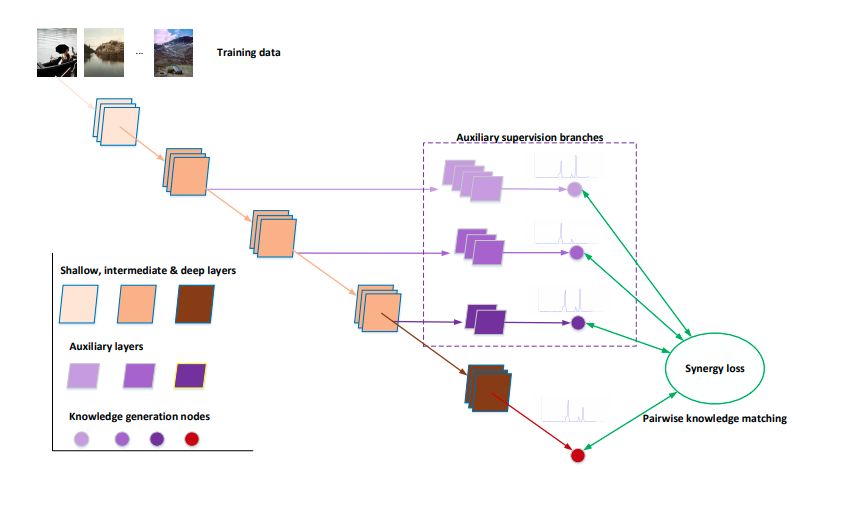 ...
Training data
Auxiliary supervision branches
Shallow, intermediate & deep layers
Auxiliary layers
Synergy loss
Knowledge generation nodes
Pairwise knowledge matching